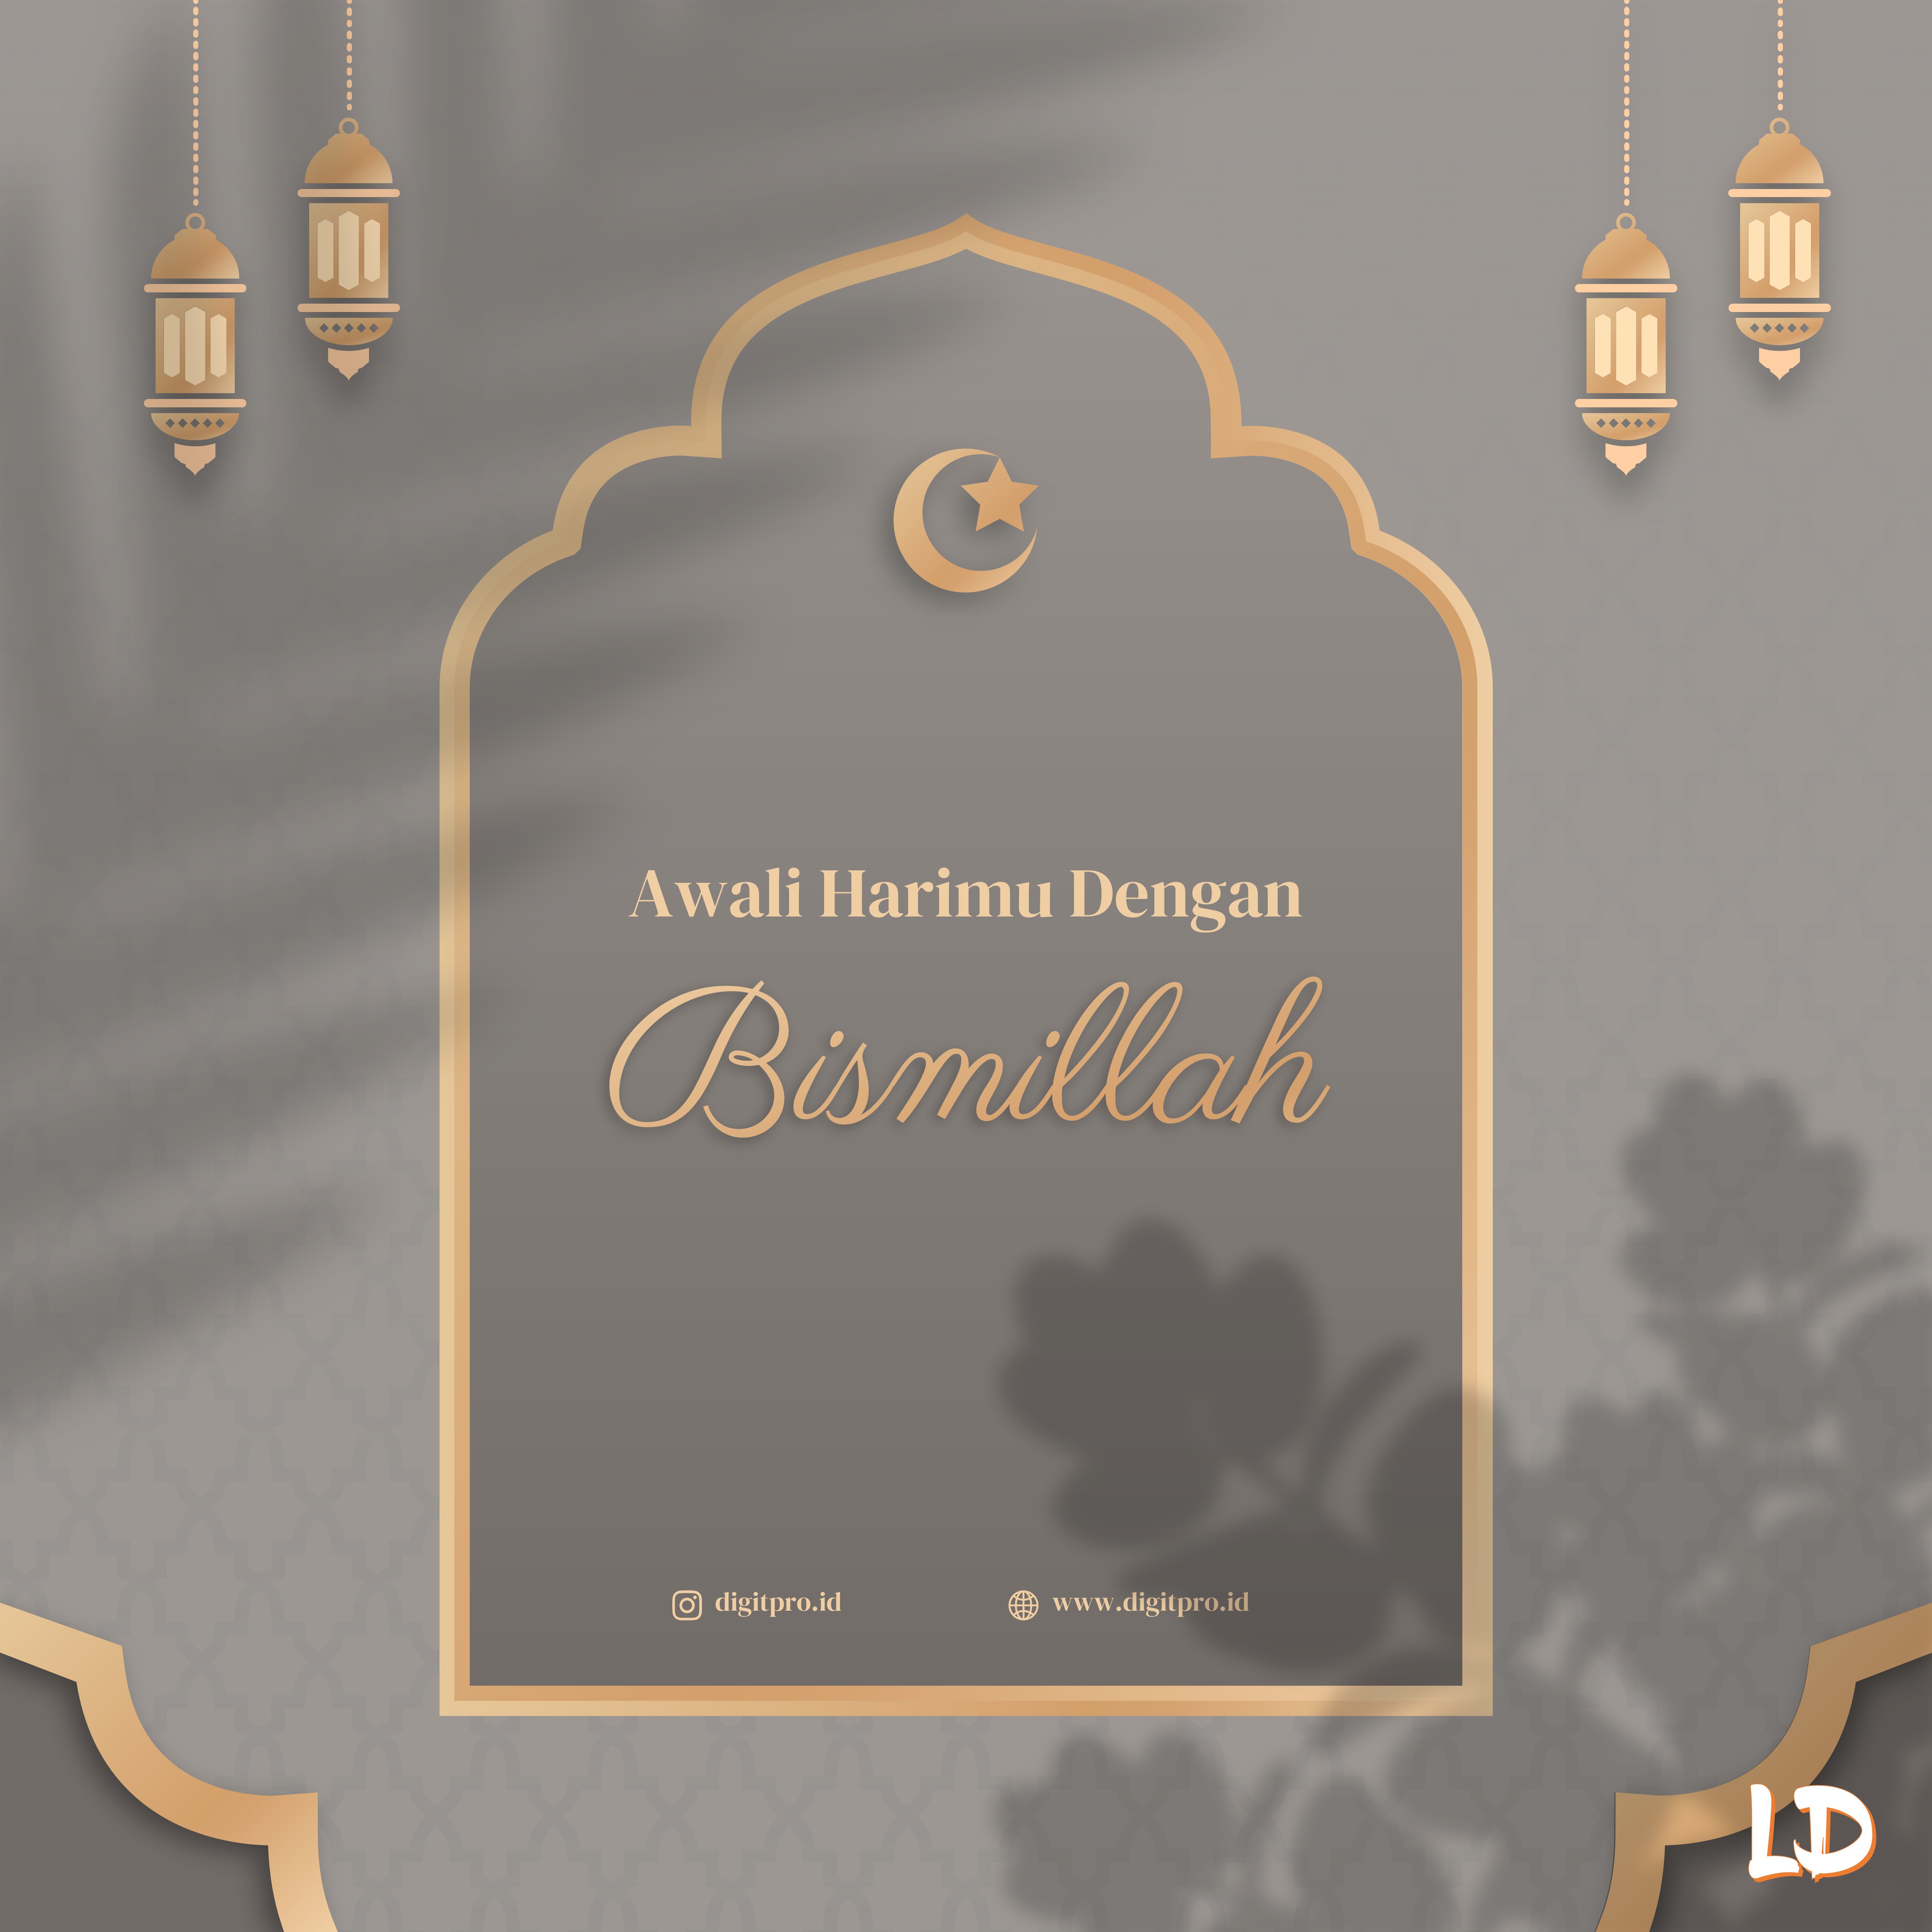 Awali Harimu Dengan
Bismillah
digitpro.id
www.digitpro.id
LD